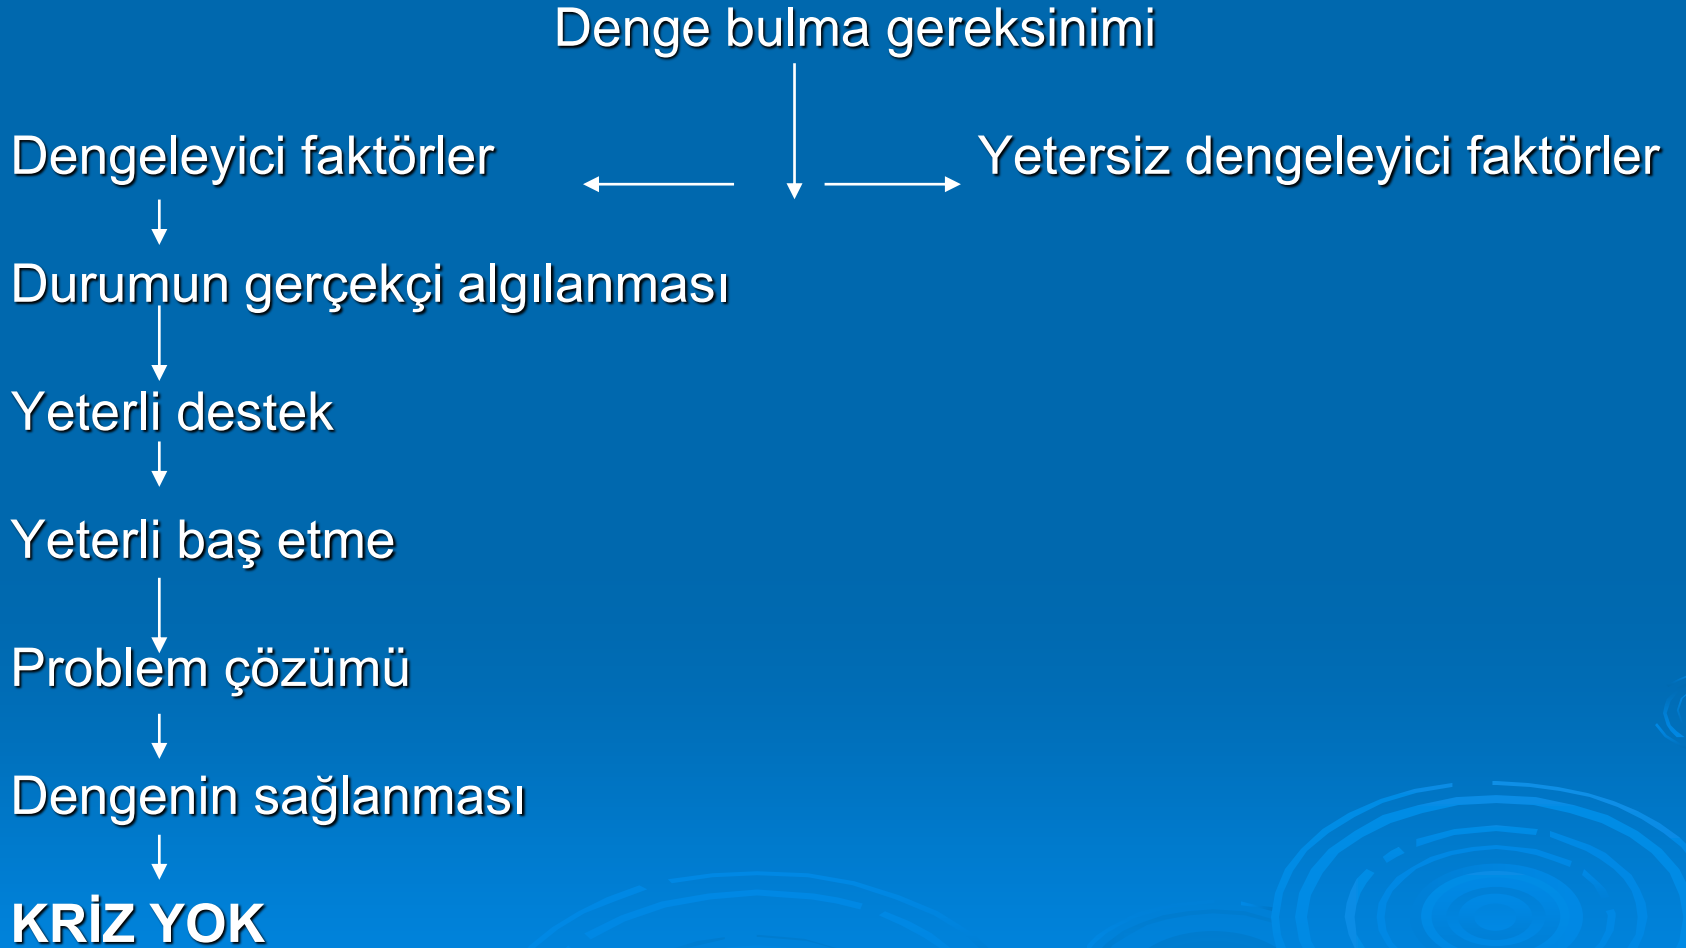 Denge bulma gereksinimi
Dengeleyici faktörler
Yetersiz dengeleyici faktörler
Durumun gerçekçi algılanması
Yeterli destek
Yeterli baş etme
Problem çözümü
Dengenin sağlanması
KRİZ YOK